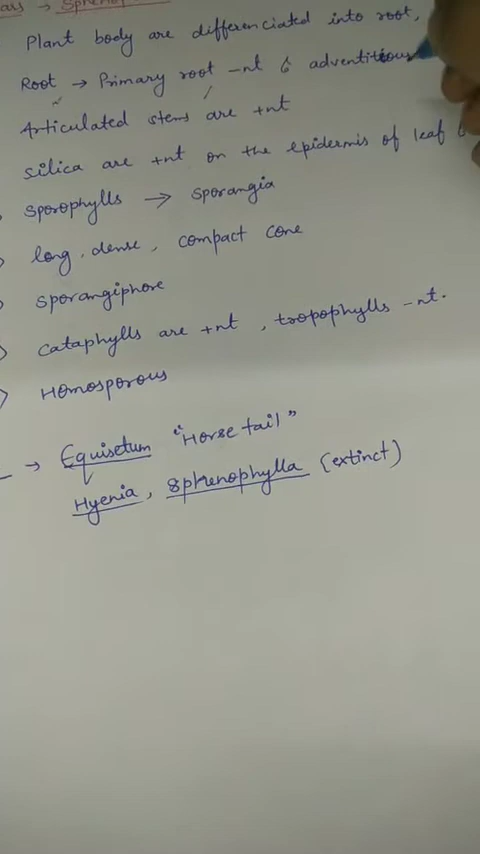 → Sphenop
Plant body are differenciated into root,
Root → Primary root -nt & adventitious
Articulated stems are +nt
Silica are +nt on the epidermis of leaf
Sporophylls → Sporangia
long, dense, compact cone
Sporangiphore
Cataphylls are +nt, tropophylls -nt.
Homosporous
→ Equisetum "Horse tail"
Hyenia, Sphenophylla (extinct)